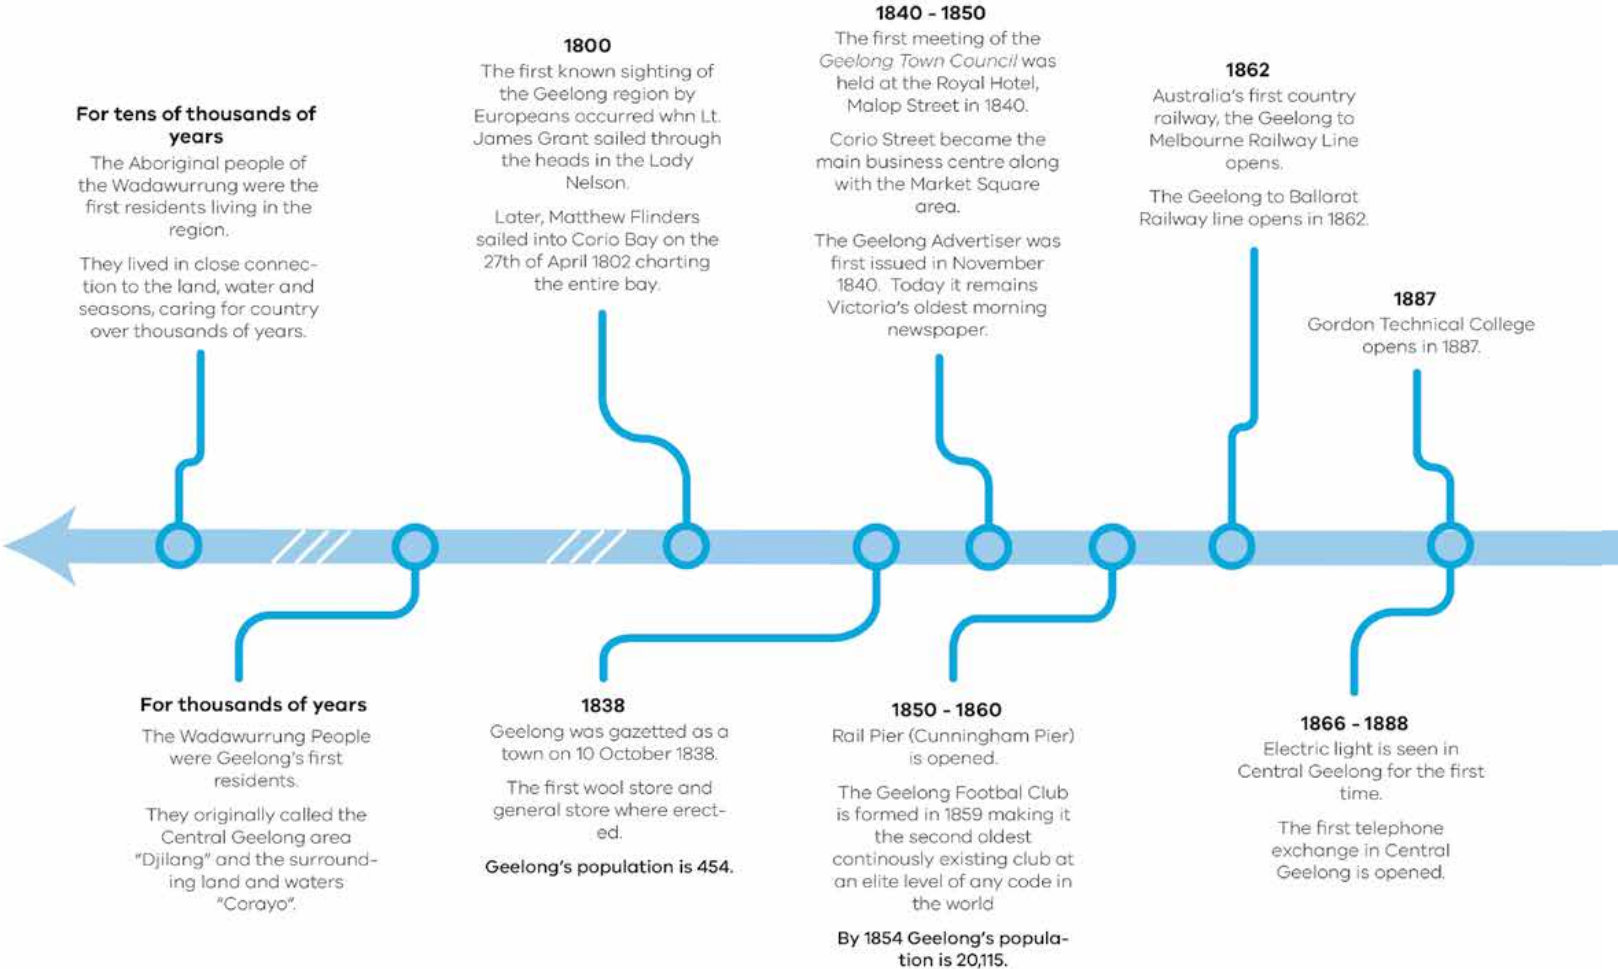 For tens of thousands of
years
The Aboriginal people of
the Wadawurrung were the
first residents living in the
region.
They lived in close connec-
tion to the land, water and
seasons, caring for country
over thousands of years.
1800
The first known sighting of
the Geelong region by
Europeans occurred whn Lt.
James Grant sailed through
the heads in the Lady
Nelson.
Later, Matthew Flinders
sailed into Corio Bay on the
27th of April 1802 charting
the entire bay.
1840 - 1850
The first meeting of the
Geelong Town Council was
held at the Royal Hotel,
Malop Street in 1840.
Corio Street became the
main business centre along
with the Market Square
area.
The Geelong Advertiser was
first issued in November
1840. Today it remains
Victoria's oldest morning
newspaper.
1862
Australia's first country
railway, the Geelong to
Melbourne Railway Line
opens.
The Geelong to Ballarat
Railway line opens in 1862.
1887
Gordon Technical College
opens in 1887.
For thousands of years
The Wadawurrung People
were Geelong's first
residents.
They originally called the
Central Geelong area
"Djilang" and the surround-
ing land and waters
"Corayo".
1838
Geelong was gazetted as a
town on 10 October 1838.
The first wool store and
general store where erect-
ed.
Geelong's population is 454.
1850 - 1860
Rail Pier (Cunningham Pier)
is opened.
The Geelong Footbal Club
is formed in 1859 making it
the second oldest
continously existing club at
an elite level of any code in
the world
By 1854 Geelong's popula-
tion is 20,115.
1866 - 1888
Electric light is seen in
Central Geelong for the first
time.
The first telephone
exchange in Central
Geelong is opened.